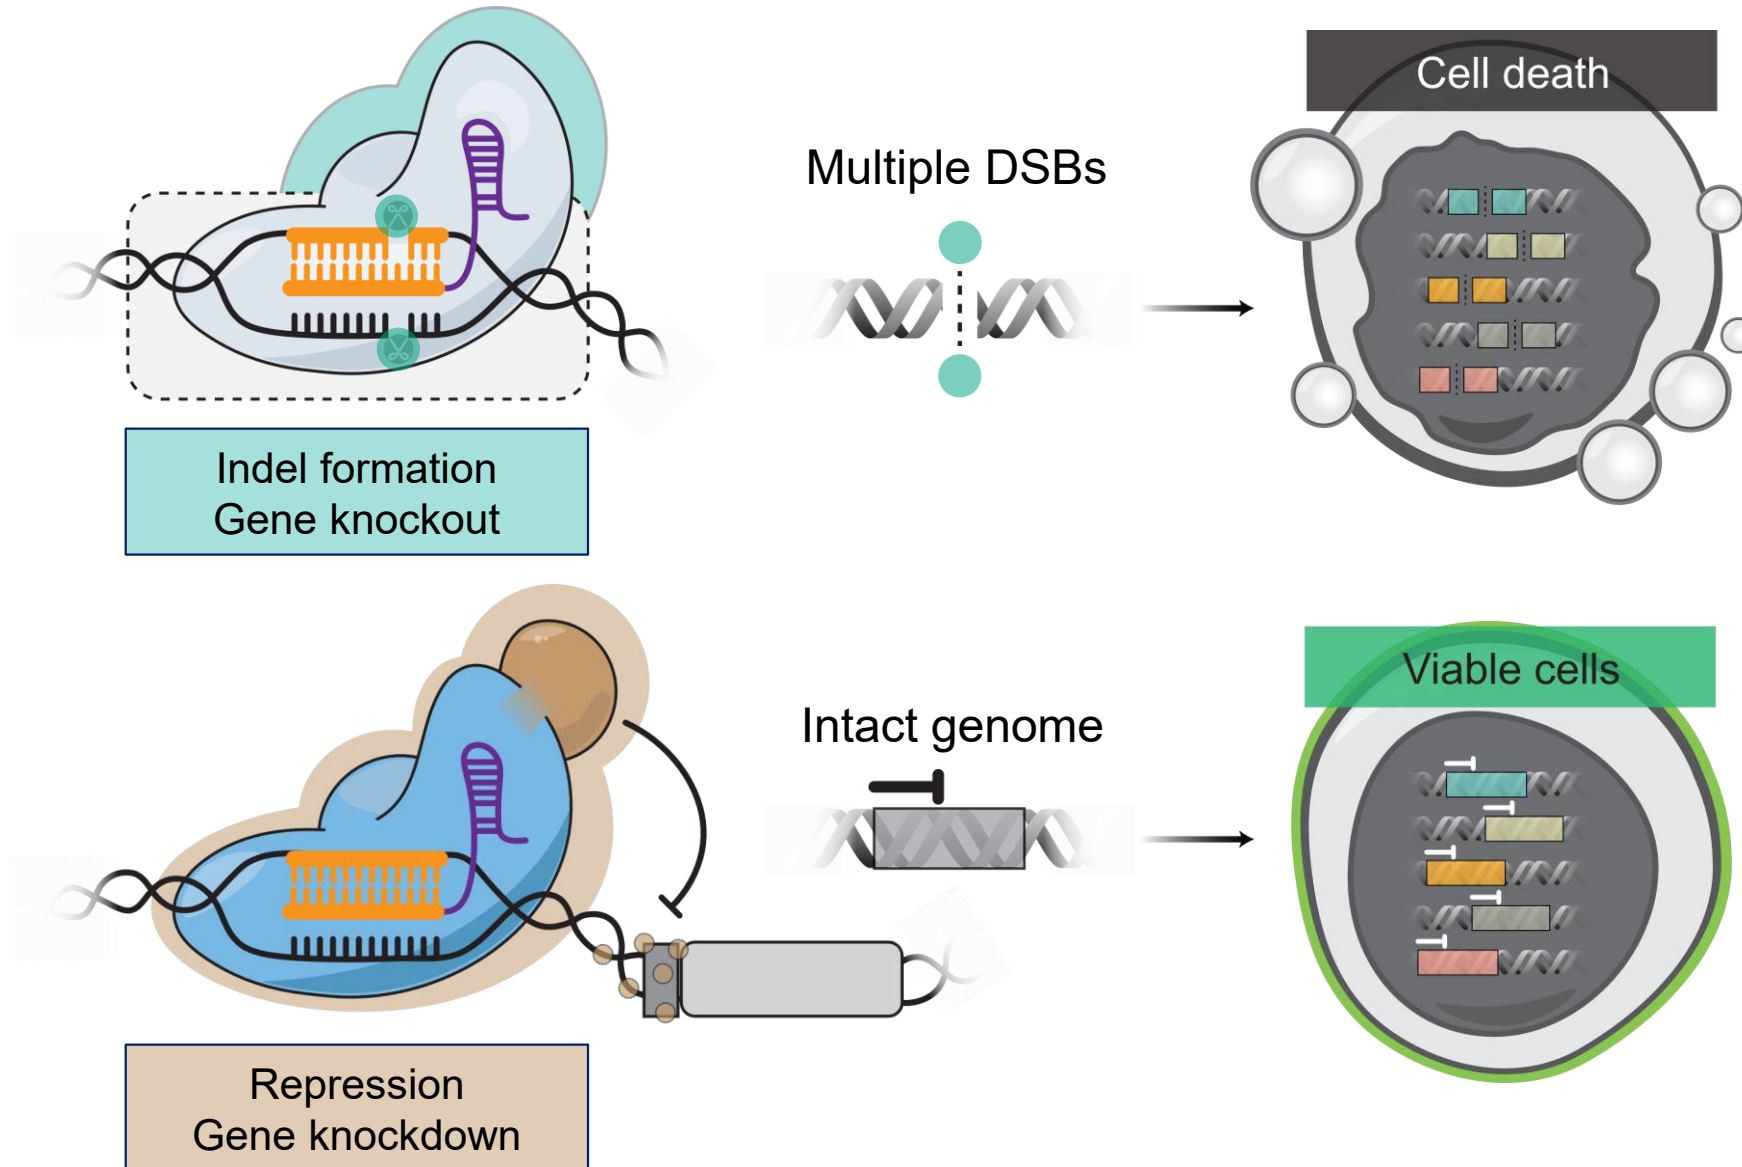 Cell death
Multiple DSBs
Indel formation
Gene knockout
Viable cells
Intact genome
Repression
Gene knockdown